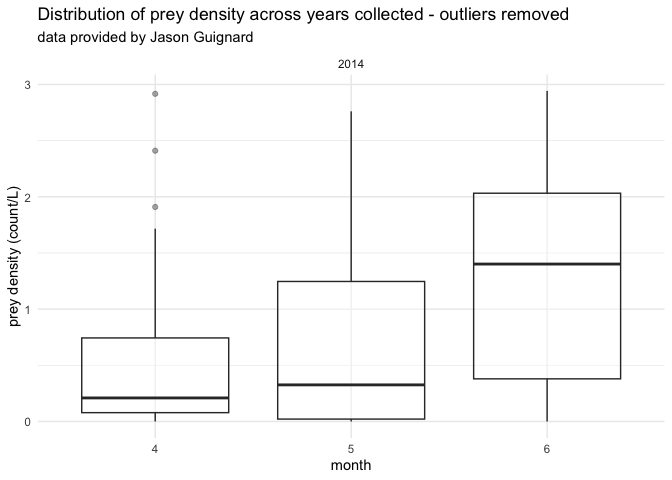 Distribution of prey density across years collected - outliers removed
data provided by Jason Guignard
2014
3
2
1
0
prey density (count/L)
4 5 6
month